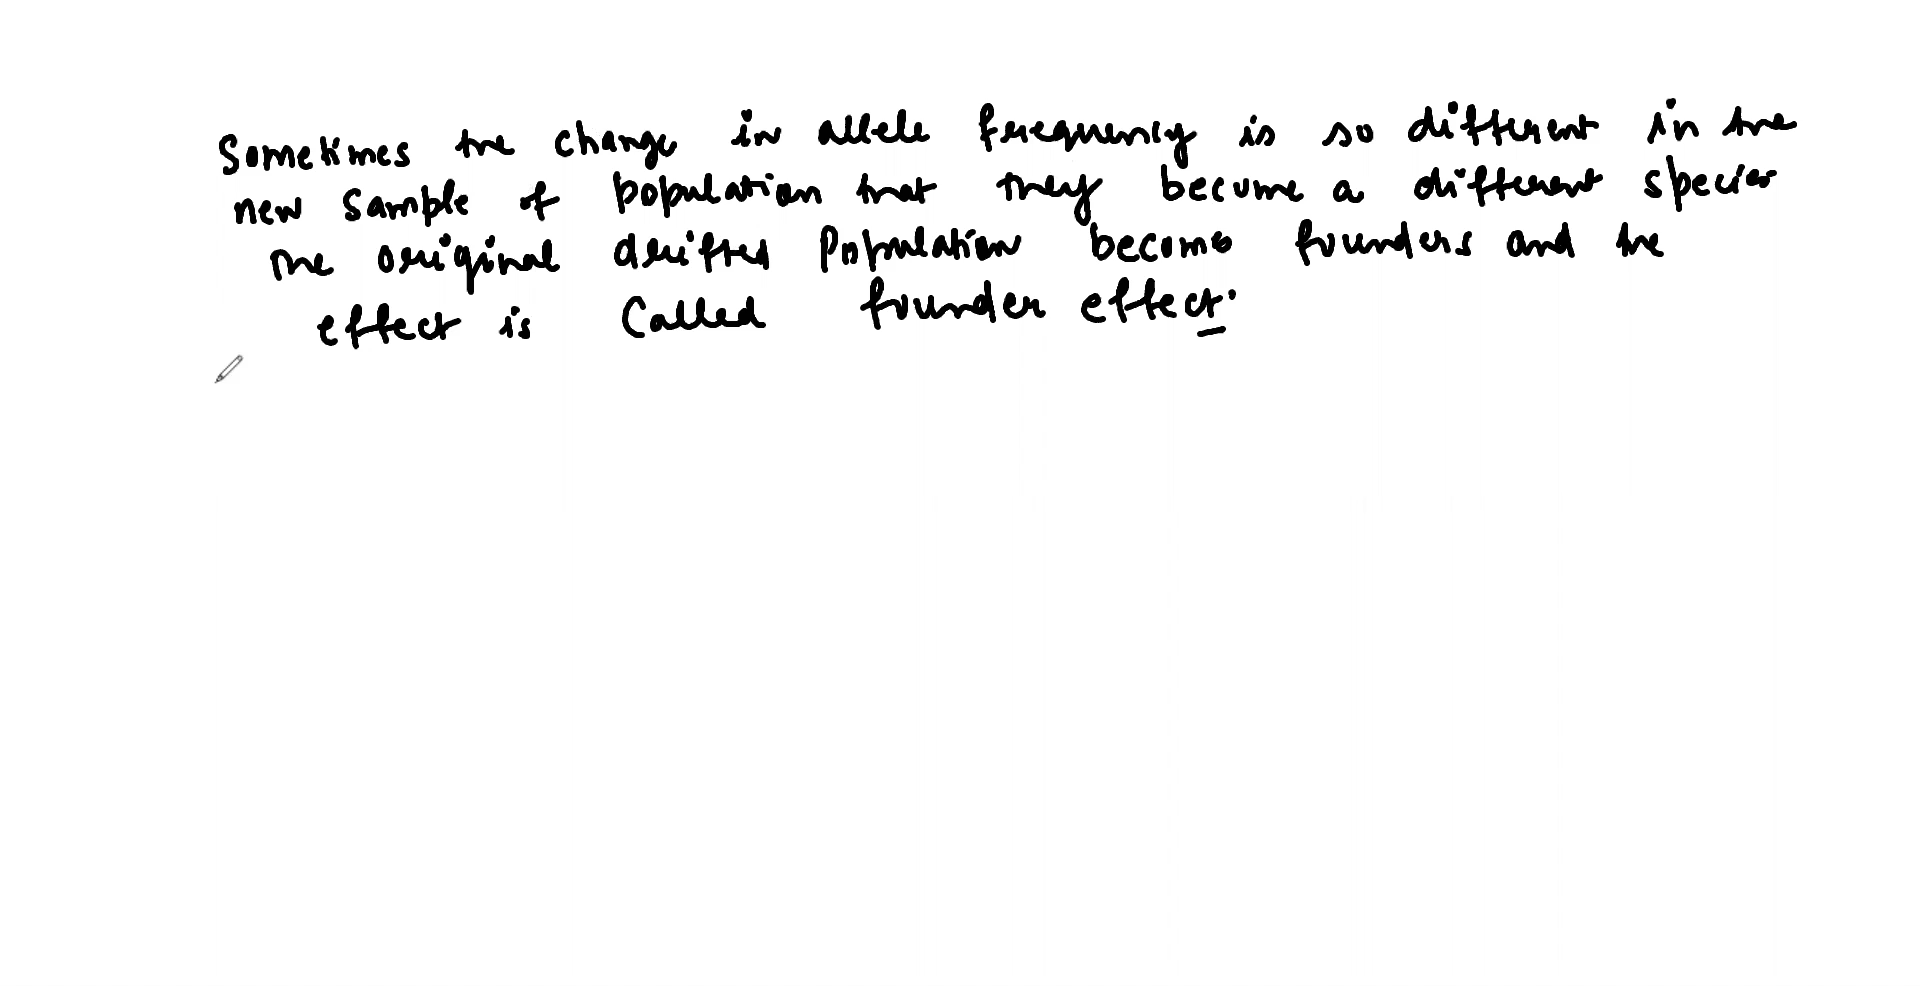 Sometimes the change in allele frequency is so different in the
new sample of population that they become a different species
The original drifted population become founders and the
effect is called founder effect.